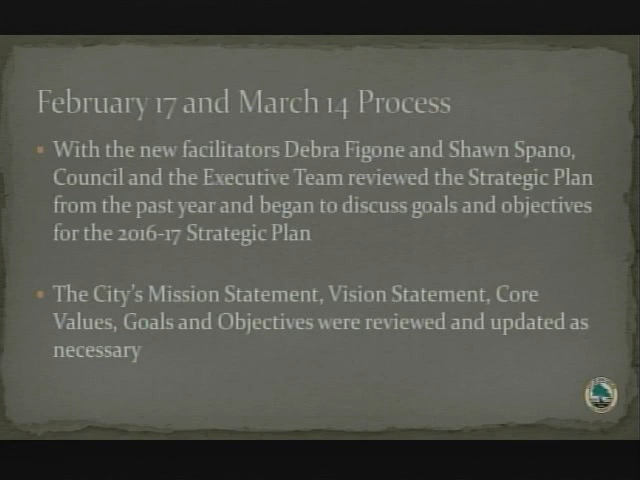 February 17 and March 14 Process
• With the new facilitators Debra Figone and Shawn Spano,
Council and the Executive Team reviewed the Strategic Plan
from the past year and began to discuss goals and objectives
for the 2016-17 Strategic Plan
• The City's Mission Statement, Vision Statement, Core
Values, Goals and Objectives were reviewed and updated as
necessary